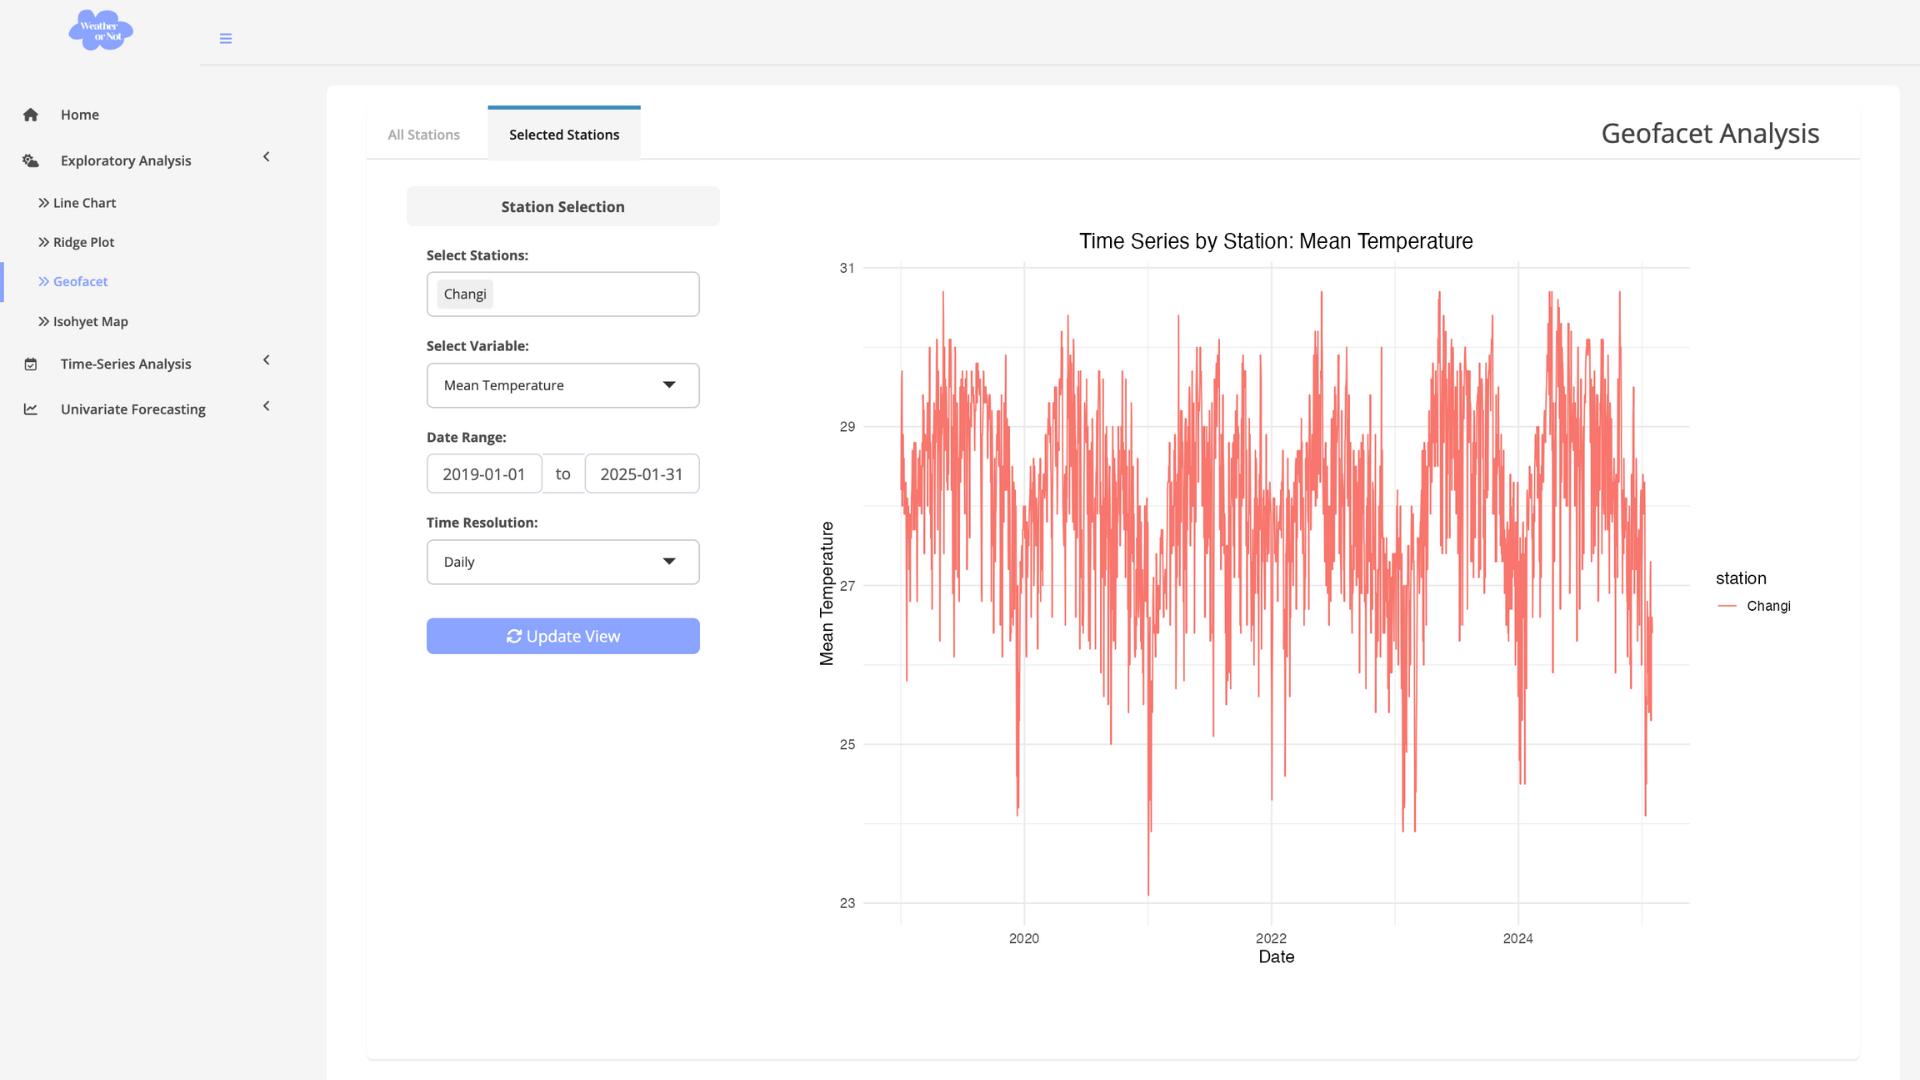 Weather
or Not
Home
Exploratory Analysis
Line Chart
Ridge Plot
Geofacet
Isohyet Map
Time-Series Analysis
Univariate Forecasting
All Stations
Selected Stations
Geofacet Analysis
Station Selection
Select Stations:
Changi
Select Variable:
Mean Temperature
Date Range:
2019-01-01 to 2025-01-31
Time Resolution:
Daily
Update View
Time Series by Station: Mean Temperature
31
29
27
25
23
Mean Temperature
2020 2022 2024
Date
station
Changi